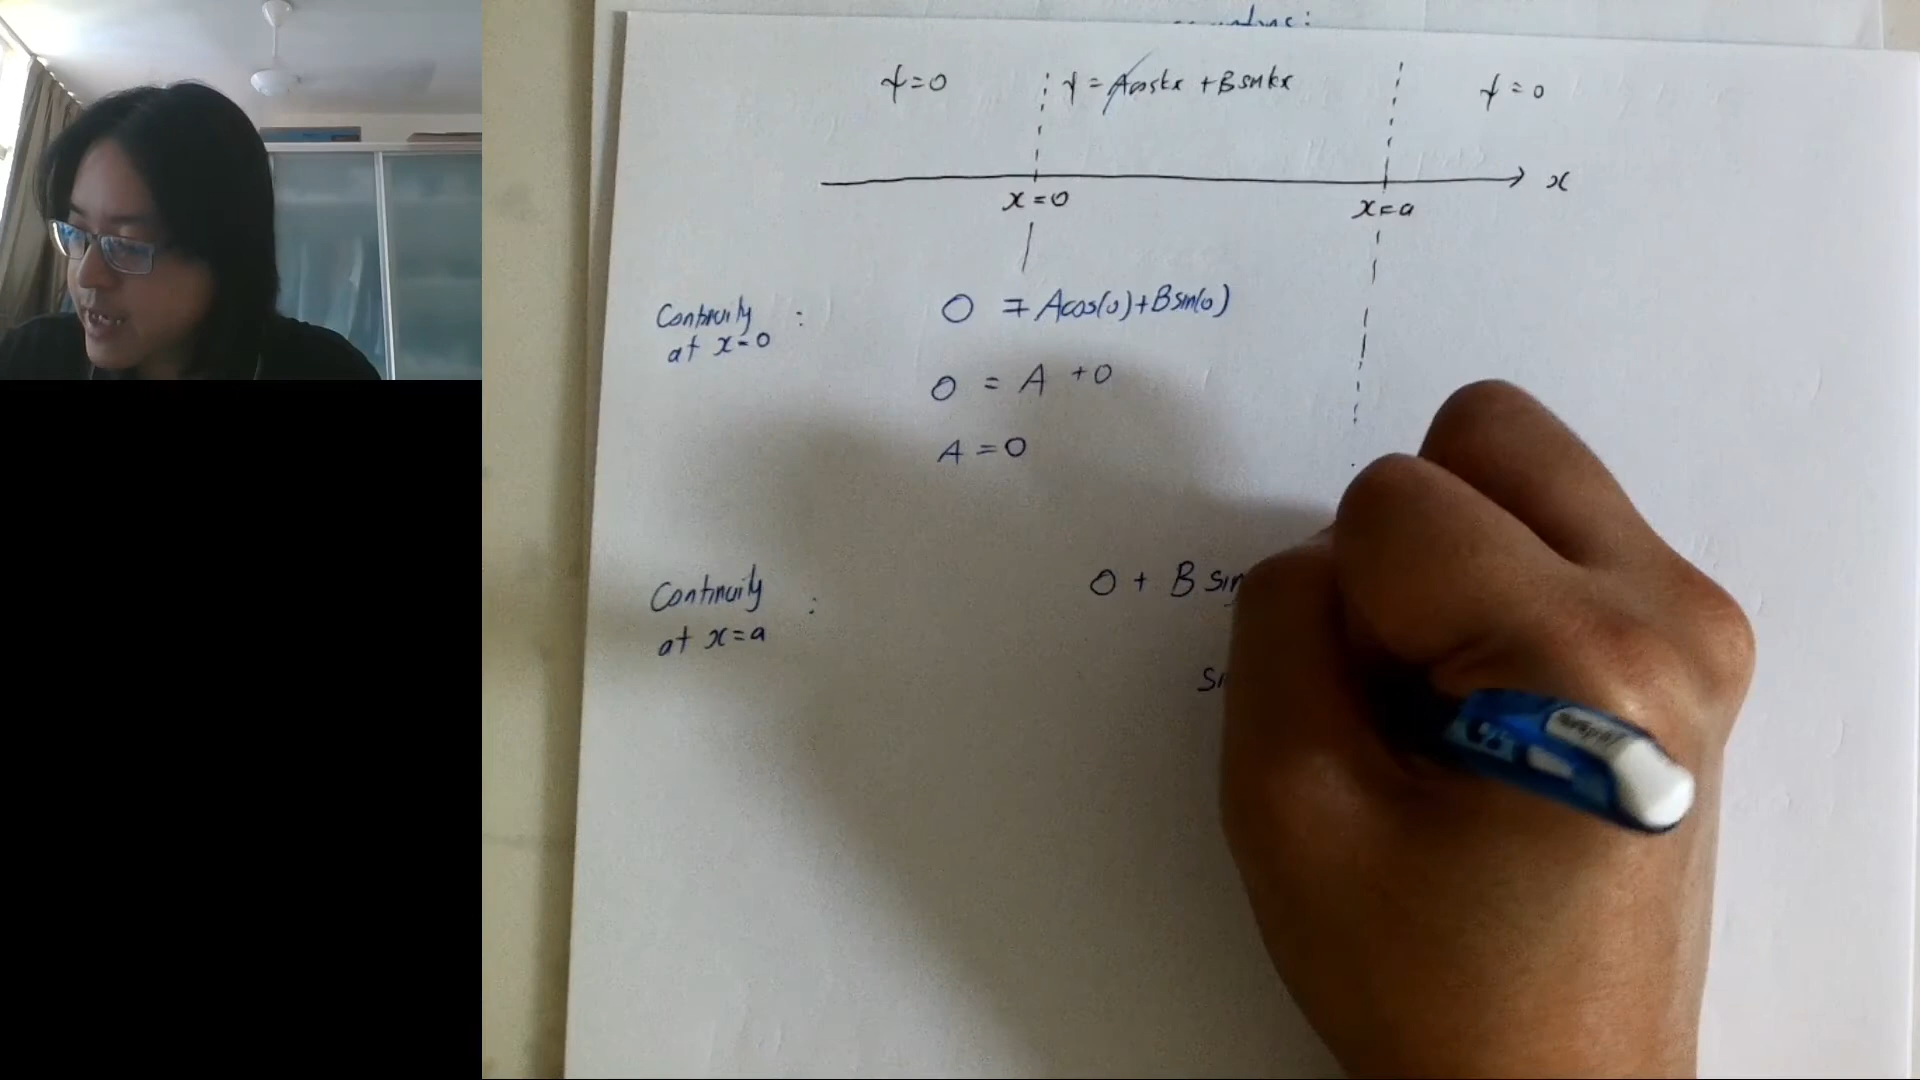 ψ=0 ψ = Acoskx + Bsinkx ψ = 0
x
x=0 x=a
Continuity at x=0 : 0 = Acos(0)+Bsin(0)
0 = A +0
A = 0
Continuity at x=a : 0 + B sin